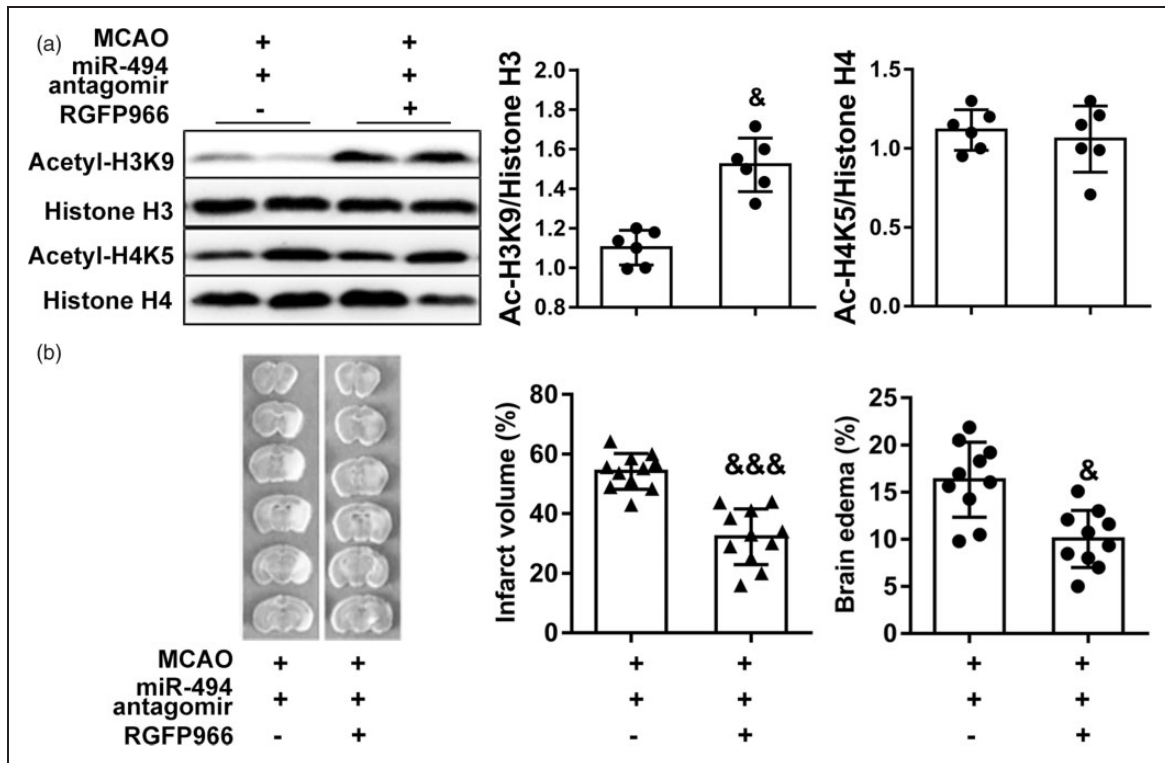 (a)
MCAO + +
miR-494
antagomir + +
RGFP966 - +
Acetyl-H3K9
Histone H3
Acetyl-H4K5
Histone H4
Ac-H3K9/Histone H3
2.0
1.8
1.6
1.4
1.2
1.0
0.8
&
Ac-H4K5/Histone H4
1.5
1.0
0.5
0.0
(b)
MCAO + +
miR-494
antagomir + +
RGFP966 - +
Infarct volume (%)
80
60
40
20
0
&&&
+ +
+ +
- +
Brain edema (%)
25
20
15
10
5
0
&
+ +
+ +
- +